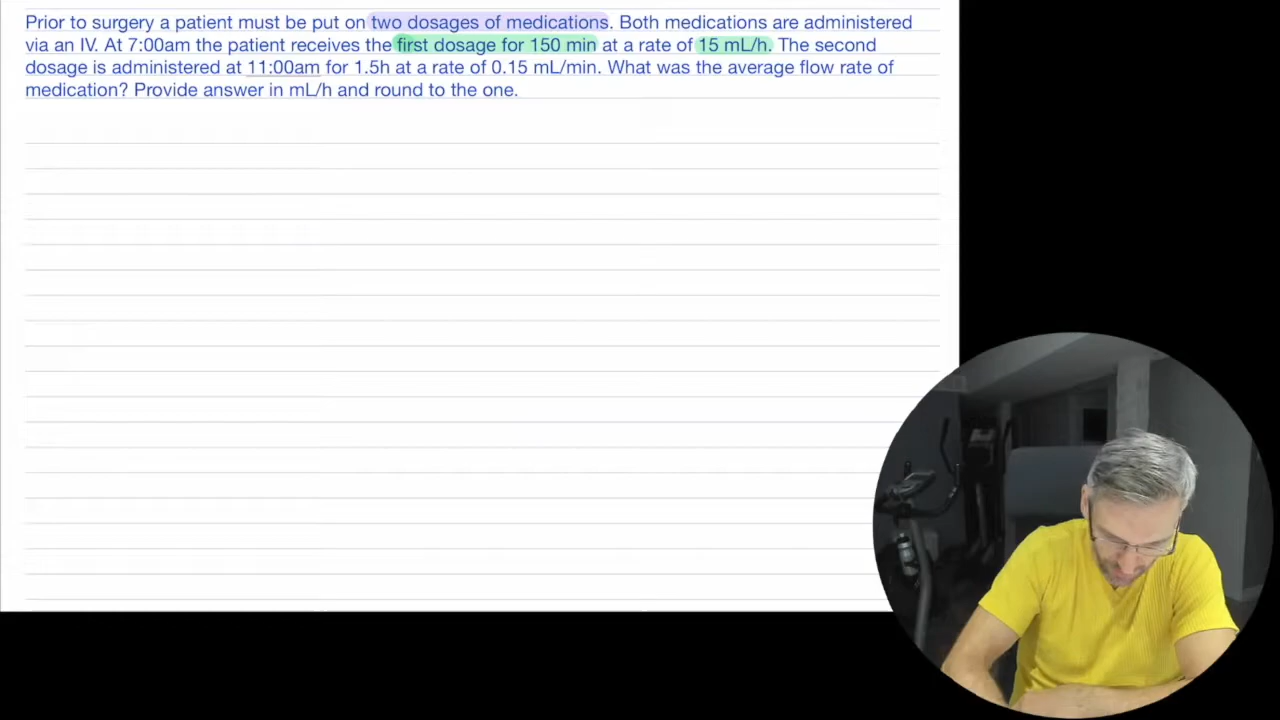 Prior to surgery a patient must be put on two dosages of medications. Both medications are administered
via an IV. At 7:00am the patient receives the first dosage for 150 min at a rate of 15 mL/h. The second
dosage is administered at 11:00am for 1.5h at a rate of 0.15 mL/min. What was the average flow rate of
medication? Provide answer in mL/h and round to the one.